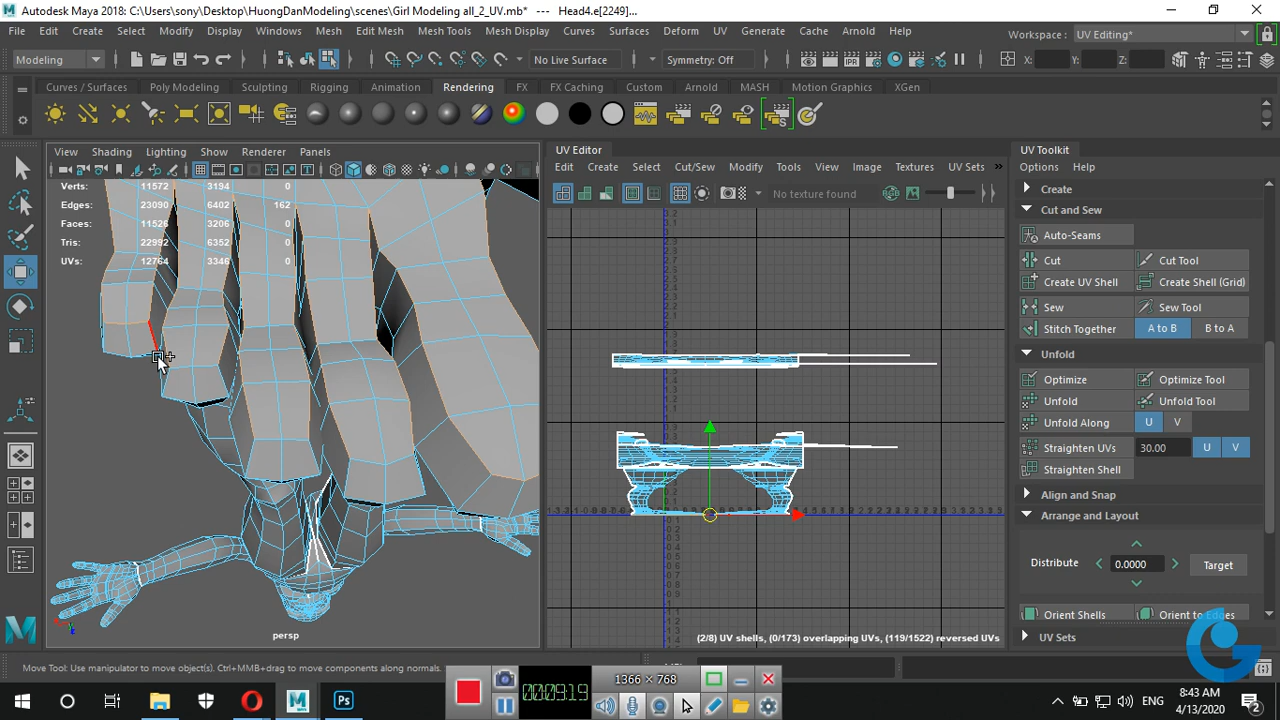 Autodesk Maya 2018: C:\Users\sony\Desktop\HuongDanModeling\scenes\Girl Modeling all_2_UV.mb* --- Head4.e[2249]...
File Edit Create Select Modify Display Windows Mesh Edit Mesh Mesh Tools Mesh Display Curves Surfaces Deform UV Generate Cache Arnold Help Workspace : UV Editing*
Modeling No Live Surface Symmetry: Off X: Y: Z:
Curves / Surfaces Poly Modeling Sculpting Rigging Animation Rendering FX FX Caching Custom Arnold MASH Motion Graphics XGen
View Shading Lighting Show Renderer Panels
Verts: 11572 3194 0
Edges: 23090 6402 162
Faces: 11526 3206 0
Tris: 22992 6352 0
UVs: 12764 3346 0
persp
UV Editor
Edit Create Select Cut/Sew Modify Tools View Image Textures UV Sets »
No texture found
(2/8) UV shells, (0/173) overlapping UVs, (119/1522) reversed UVs
UV Toolkit
Options Help
Create
Cut and Sew
Auto-Seams
Cut Cut Tool
Create UV Shell Create Shell (Grid)
Sew Sew Tool
Stitch Together A to B B to A
Unfold
Optimize Optimize Tool
Unfold Unfold Tool
Unfold Along U V
Straighten UVs 30.00 U V
Straighten Shell
Align and Snap
Arrange and Layout
Distribute 0.0000 Target
Orient Shells Orient to Edges
UV Sets
Move Tool: Use manipulator to move object(s). Ctrl+MMB+drag to move components along normals.
1366 × 768
00:09:19
ENG
8:43 AM
4/13/2020
2